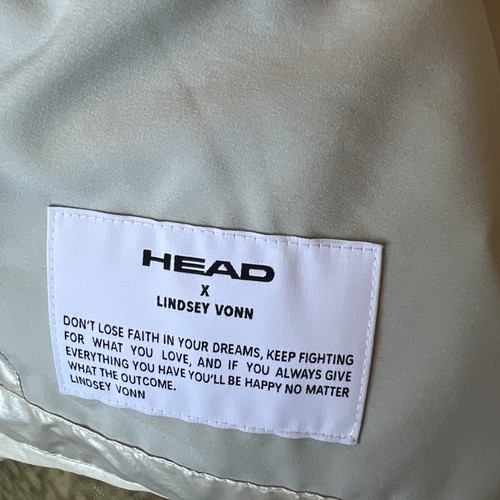 HEAD
X
LINDSEY VONN
DON'T LOSE FAITH IN YOUR DREAMS, KEEP FIGHTING
FOR WHAT YOU LOVE, AND IF YOU ALWAYS GIVE
EVERYTHING YOU HAVE YOU'LL BE HAPPY NO MATTER
WHAT THE OUTCOME.
LINDSEY VONN